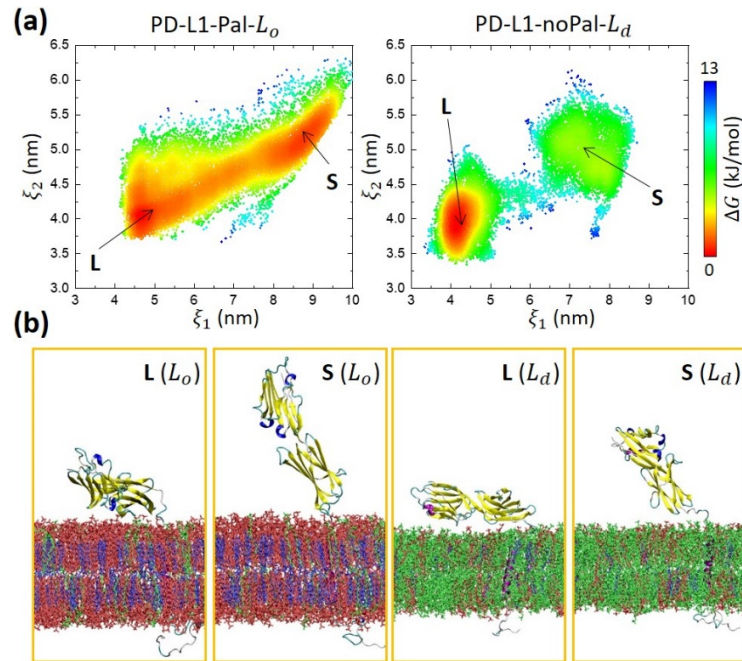 (a) PD-L1-Pal-Lₒ PD-L1-noPal-L_d
6.5 6.5
6.0 6.0
5.5 5.5
5.0 5.0
4.5 4.5
4.0 4.0
3.5 3.5
3.0 3.0
ξ₂ (nm) ξ₂ (nm)
L S L S
3 4 5 6 7 8 9 10 3 4 5 6 7 8 9 10
ξ₁ (nm) ξ₁ (nm)
13
ΔG (kJ/mol)
0
(b)
L (Lₒ) S (Lₒ) L (L_d) S (L_d)